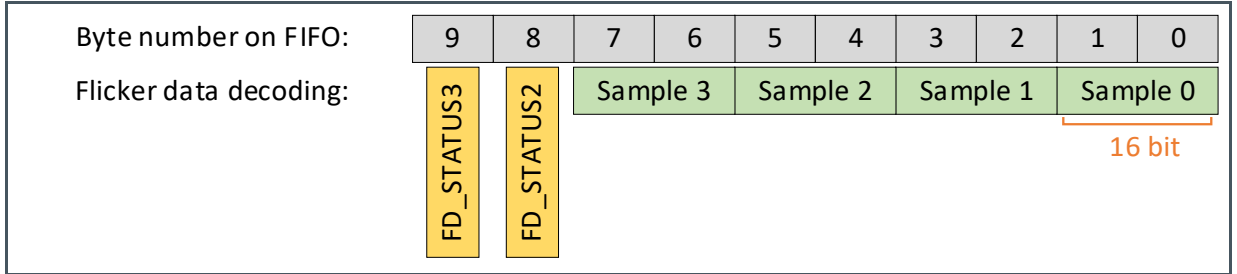 Byte number on FIFO: 9 8 7 6 5 4 3 2 1 0
Flicker data decoding: FD_STATUS3 FD_STATUS2 Sample 3 Sample 2 Sample 1 Sample 0
16 bit